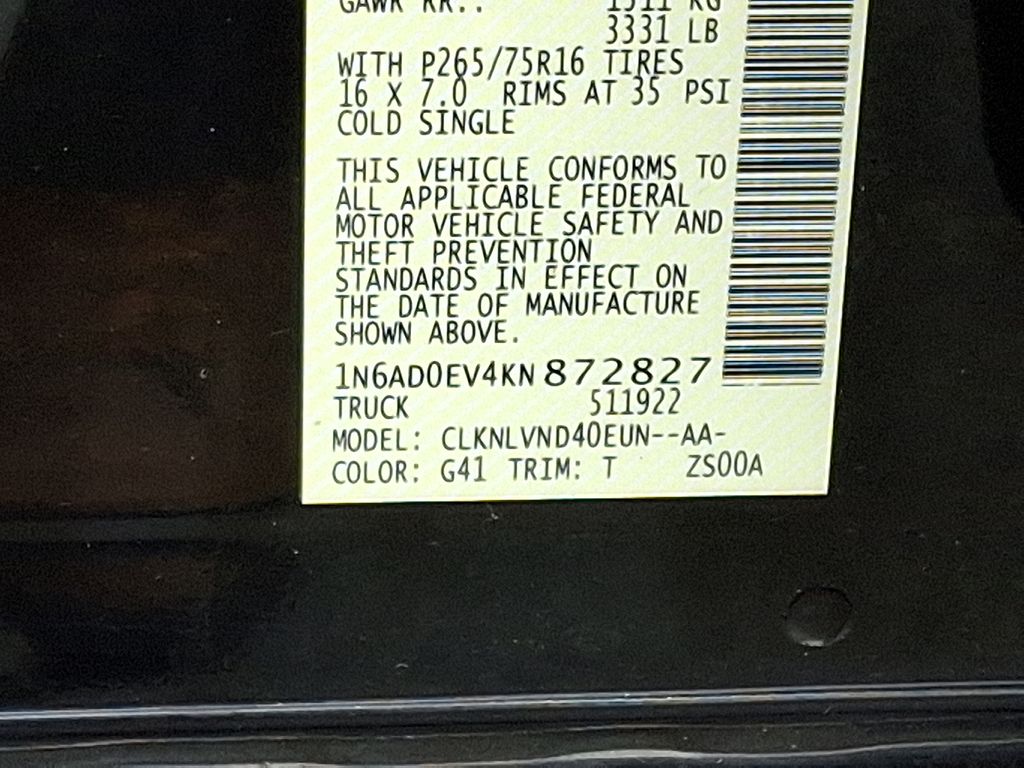 GAWR RR..
3331 LB
WITH P265/75R16 TIRES
16 X 7.0 RIMS AT 35 PSI
COLD SINGLE
THIS VEHICLE CONFORMS TO
ALL APPLICABLE FEDERAL
MOTOR VEHICLE SAFETY AND
THEFT PREVENTION
STANDARDS IN EFFECT ON
THE DATE OF MANUFACTURE
SHOWN ABOVE.
1N6AD0EV4KN872827
TRUCK 511922
MODEL: CLKNLVND40EUN--AA-
COLOR: G41 TRIM: T ZS00A